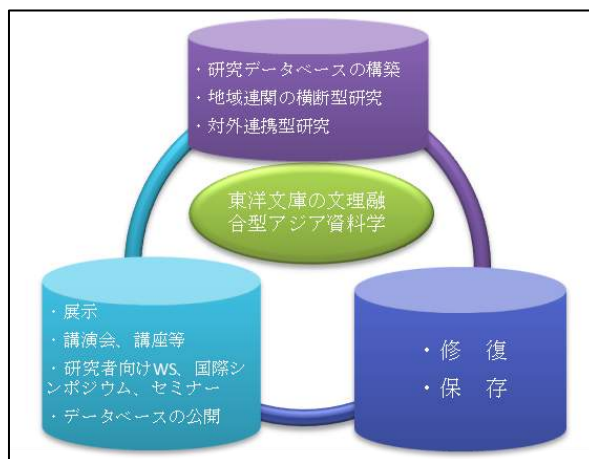 ・研究データベースの構築
・地域連関の横断型研究
・対外連携型研究
東洋文庫の文理融
合型アジア資料学
・展示
・講演会、講座等
・研究者向けWS、国際シ
ンポジウム、セミナー
・データベースの公開
・修　復
・保　存